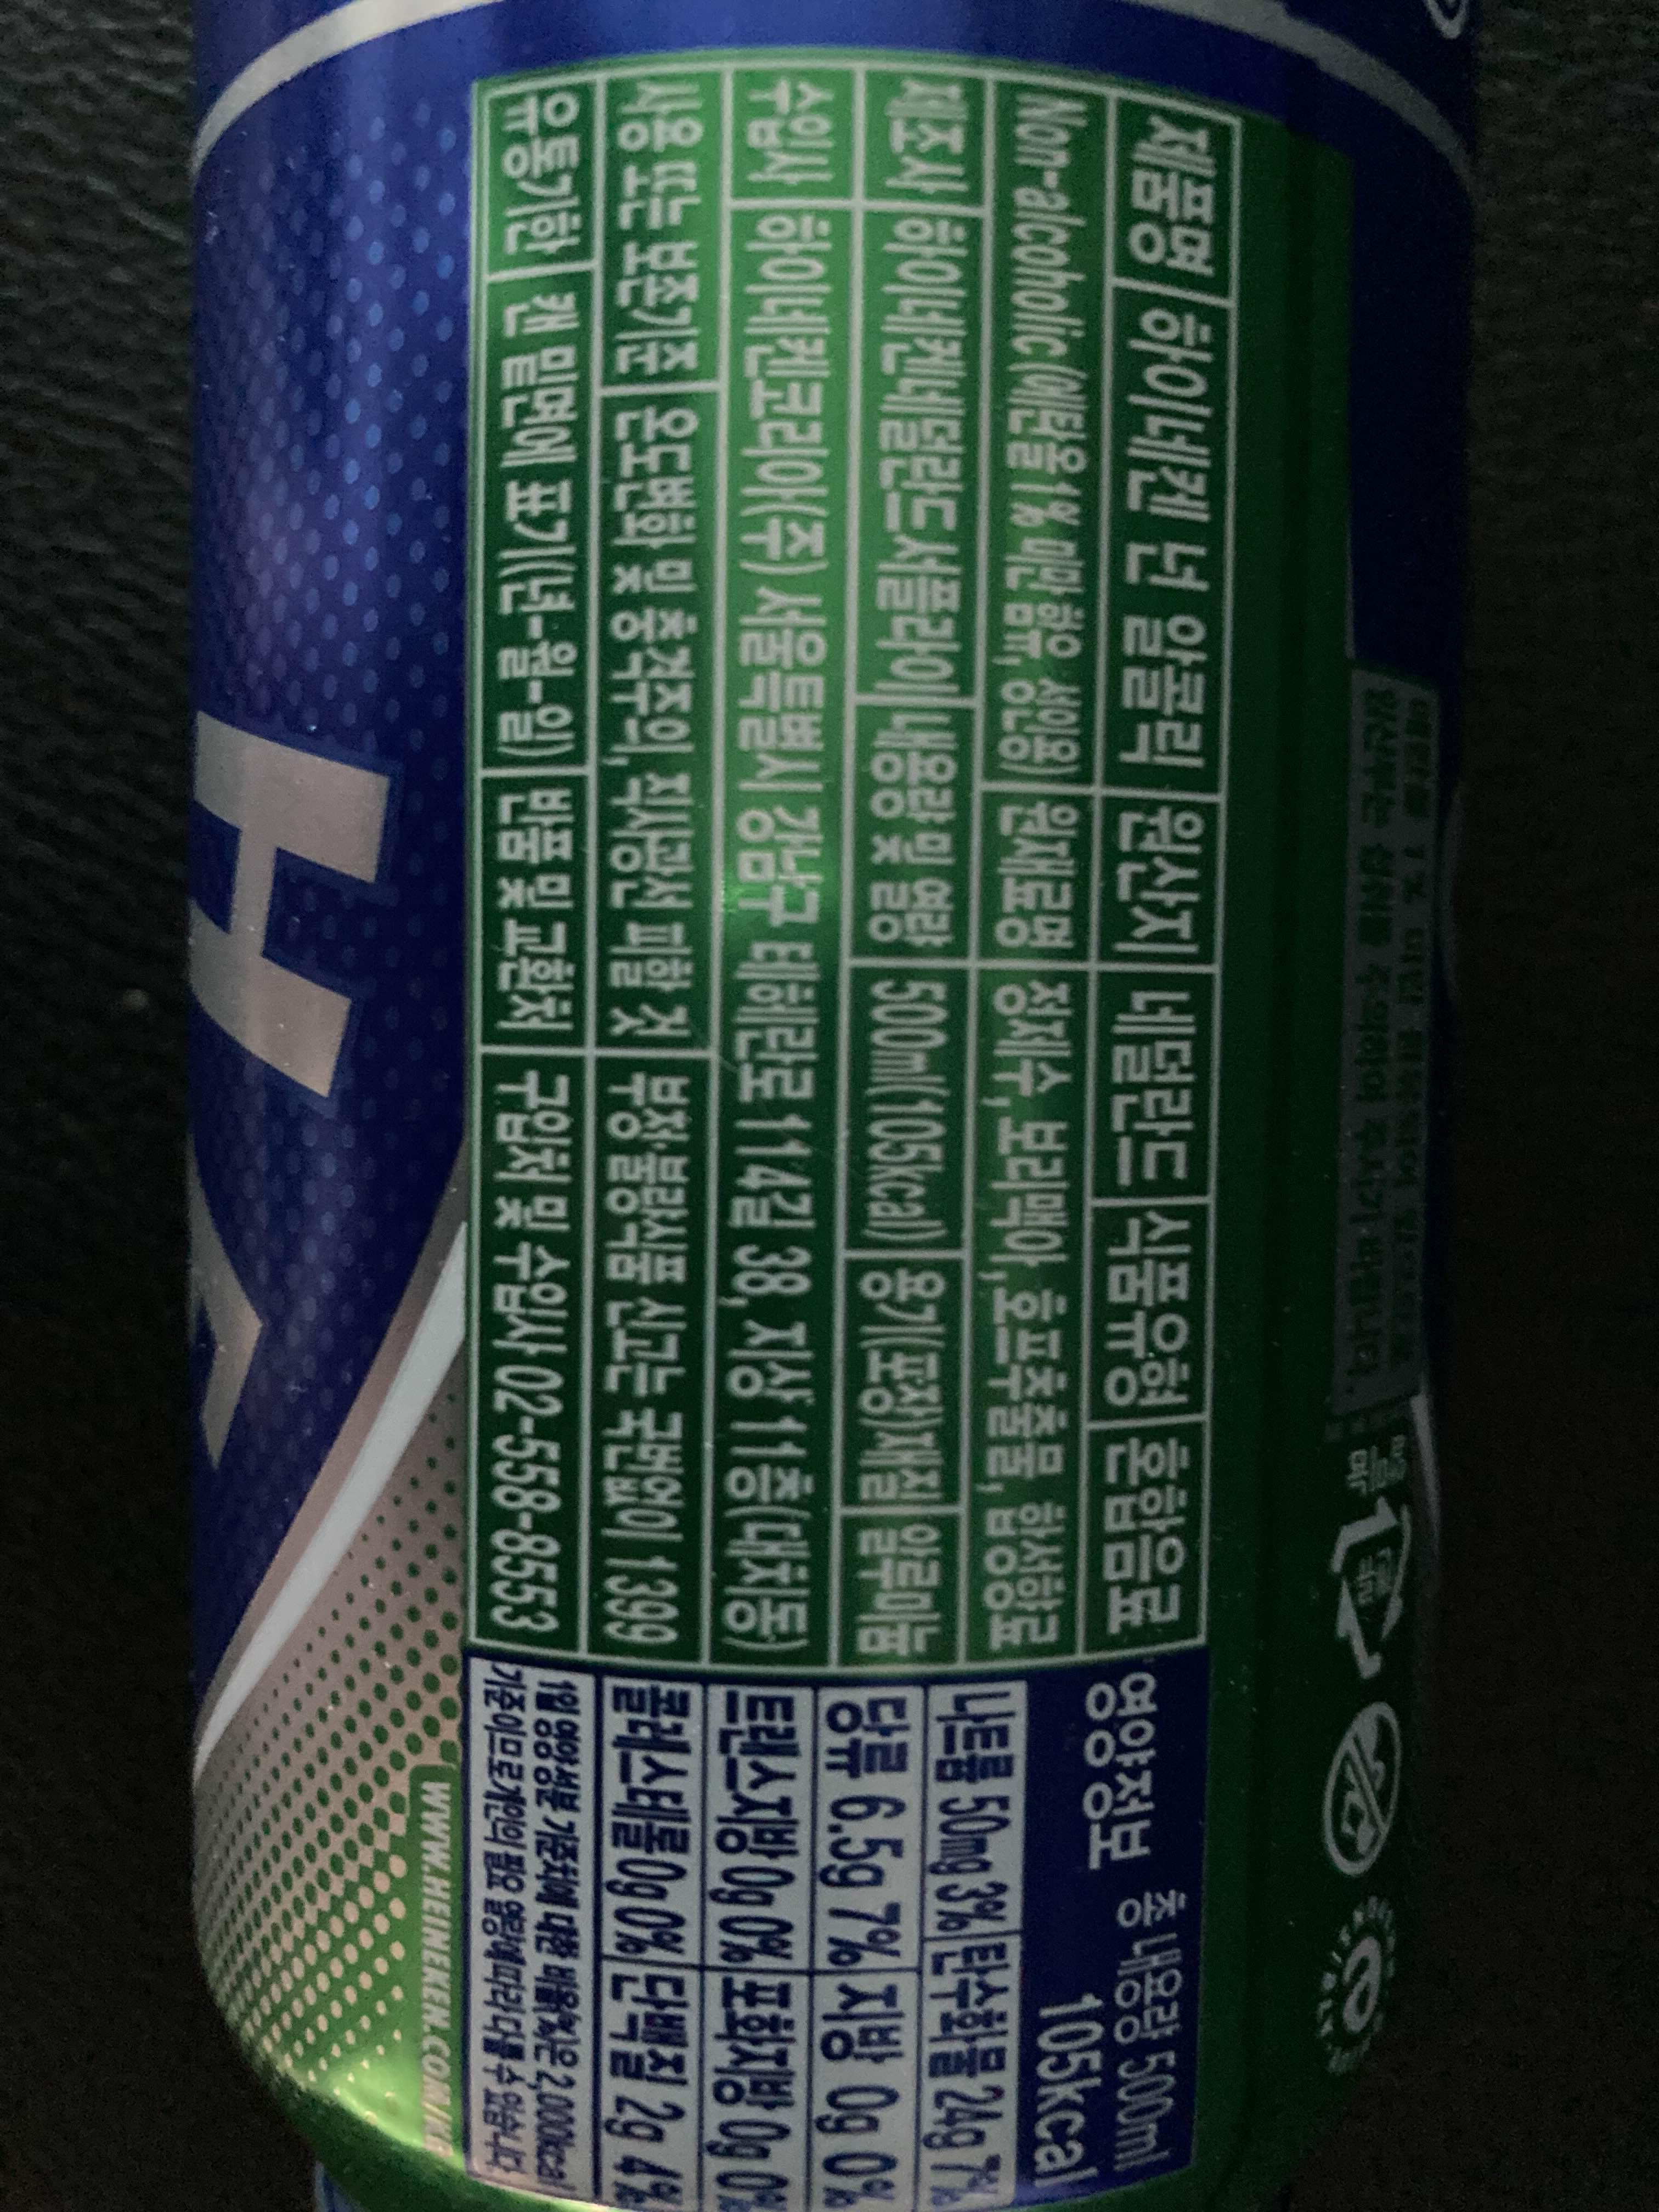 제품명 하이네켄 넌 알콜릭 원산지 네덜란드 식품유형 혼합음료
Non-alcoholic (에탄올 1% 미만 함유, 성인용) 원재료명 정제수, 보리맥아, 호프추출물, 합성향료
제조사 하이네켄네덜란드서플라이 내용량 및 열량 500ml(105kcal) 용기(포장)재질 알루미늄
수입사 하이네켄코리아(주) 서울특별시 강남구 테헤란로 114길 38, 지상 11층(대치동)
사용 또는 보존기준 온도변화 및 충격주의, 직사광선 피할 것 부정·불량식품 신고는 국번없이 1399
유통기한 캔 밑면에 표기(년-월-일) 반품 및 교환처 구입처 및 수입사 02-558-8553
영양정보
총 내용량 500ml
105kcal
나트륨 50mg 3% 탄수화물 24g 7%
당류 6.5g 7% 지방 0g 0%
트랜스지방 0g 0% 포화지방 0g 0%
콜레스테롤 0g 0% 단백질 2g 4%
1일 영양성분 기준치에 대한 비율(%)은 2,000kcal
기준이므로 개인의 필요 열량에 따라 다를 수 있습니다.
WWW.HEINEKEN.COM/KR
H